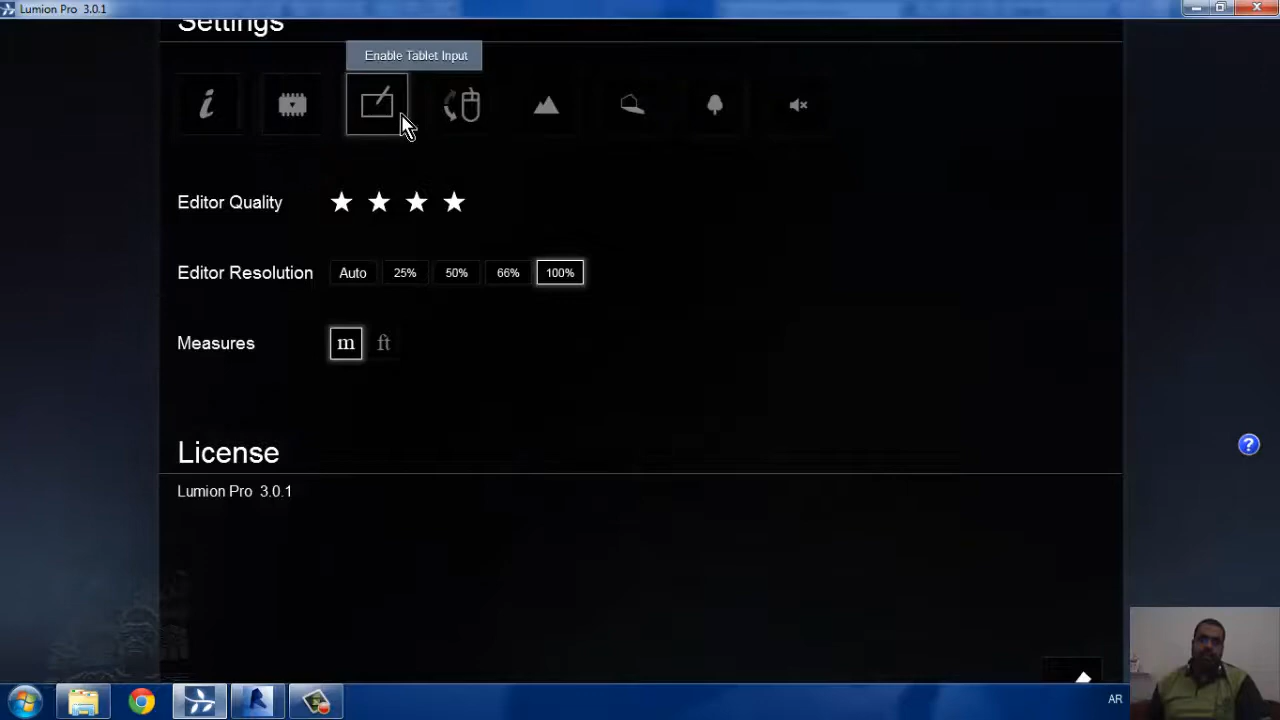 Lumion Pro 3.0.1
Settings
Enable Tablet Input
Editor Quality
Editor Resolution Auto 25% 50% 66% 100%
Measures m ft
License
Lumion Pro 3.0.1
AR